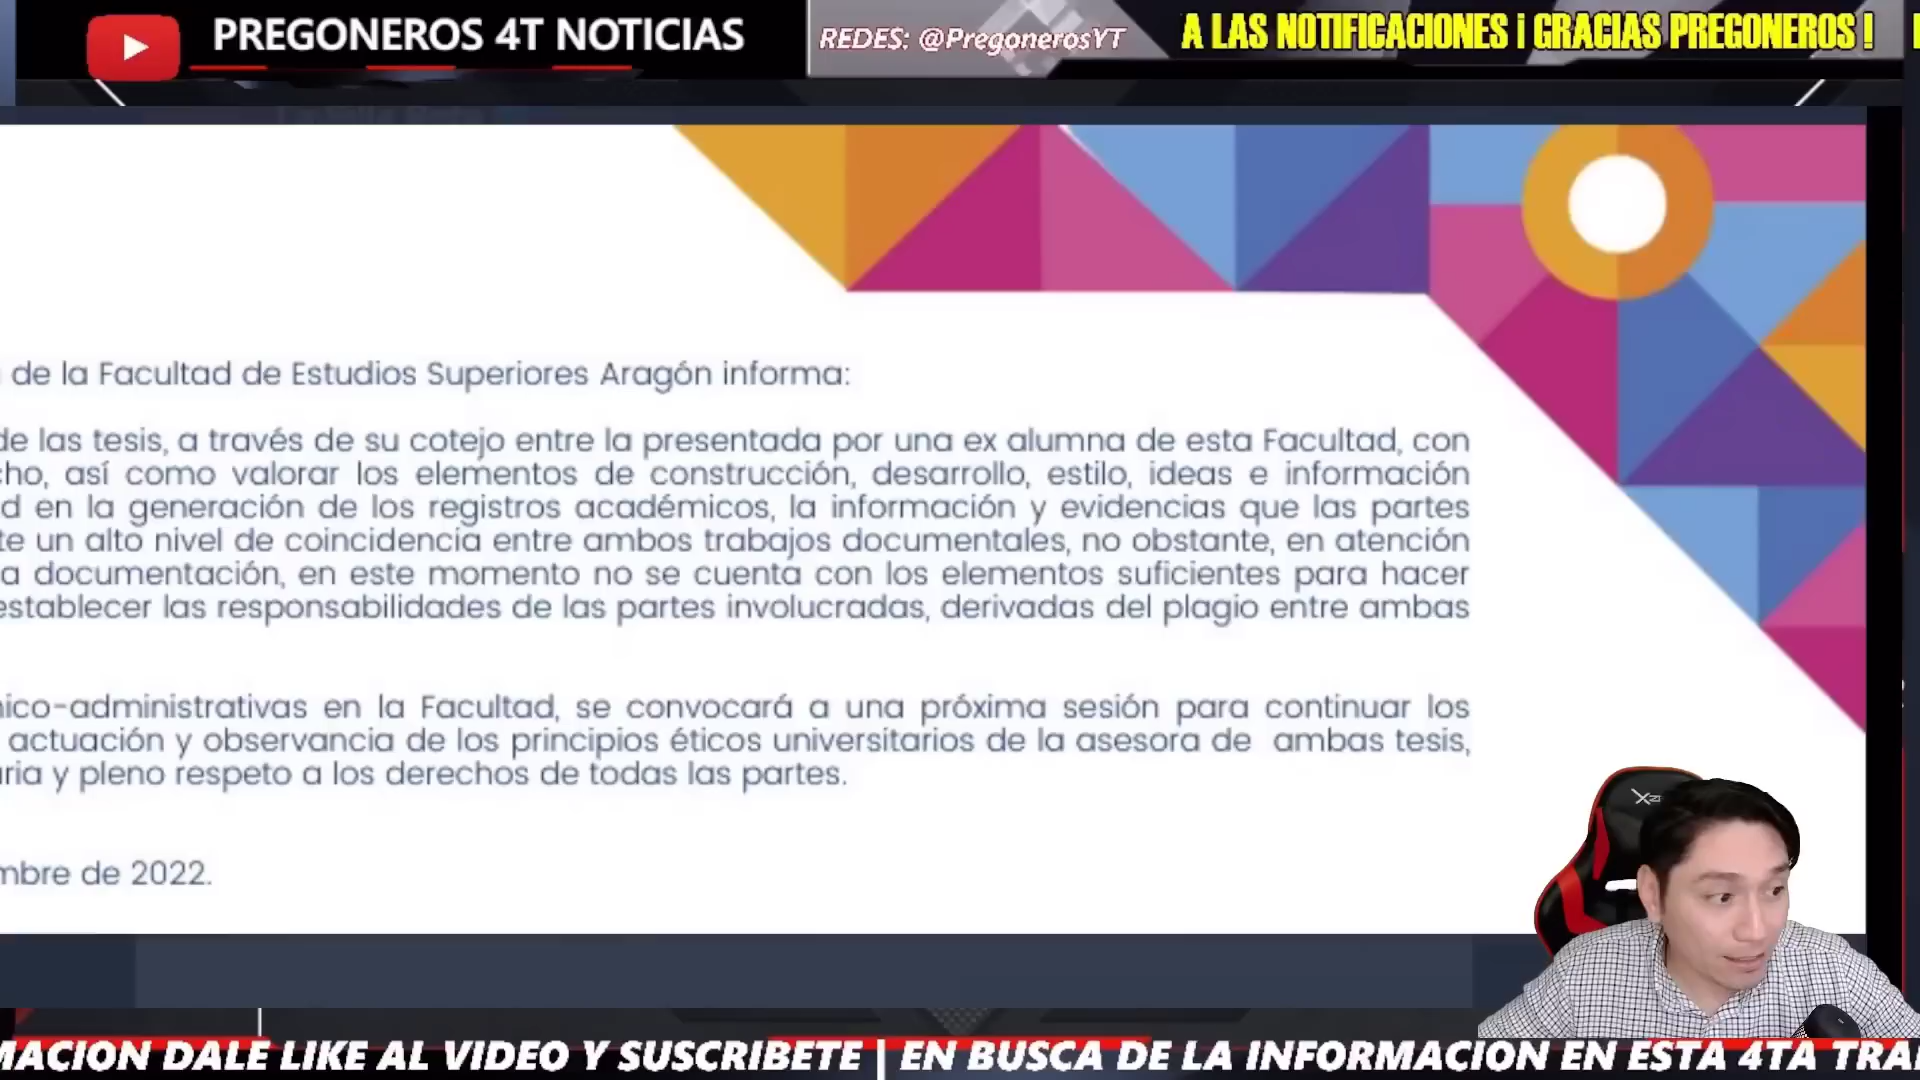 PREGONEROS 4T NOTICIAS
REDES: @PregonerosYT
A LAS NOTIFICACIONES ¡ GRACIAS PREGONEROS !
de la Facultad de Estudios Superiores Aragón informa:
de las tesis, a través de su cotejo entre la presentada por una ex alumna de esta Facultad, con
cho, así como valorar los elementos de construcción, desarrollo, estilo, ideas e información
d en la generación de los registros académicos, la información y evidencias que las partes
te un alto nivel de coincidencia entre ambos trabajos documentales, no obstante, en atención
a documentación, en este momento no se cuenta con los elementos suficientes para hacer
establecer las responsabilidades de las partes involucradas, derivadas del plagio entre ambas
nico-administrativas en la Facultad, se convocará a una próxima sesión para continuar los
actuación y observancia de los principios éticos universitarios de la asesora de ambas tesis,
ria y pleno respeto a los derechos de todas las partes.
mbre de 2022.
MACION DALE LIKE AL VIDEO Y SUSCRIBETE | EN BUSCA DE LA INFORMACION EN ESTA 4TA TRA